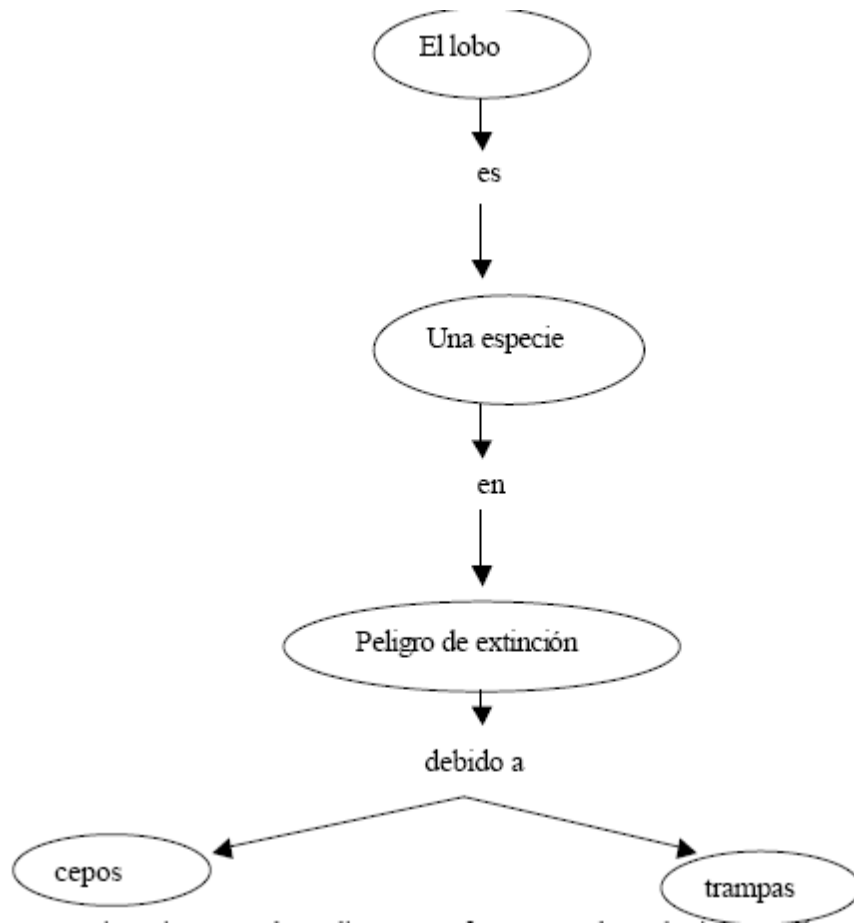 El lobo
es
Una especie
en
Peligro de extinción
debido a
cepos
trampas